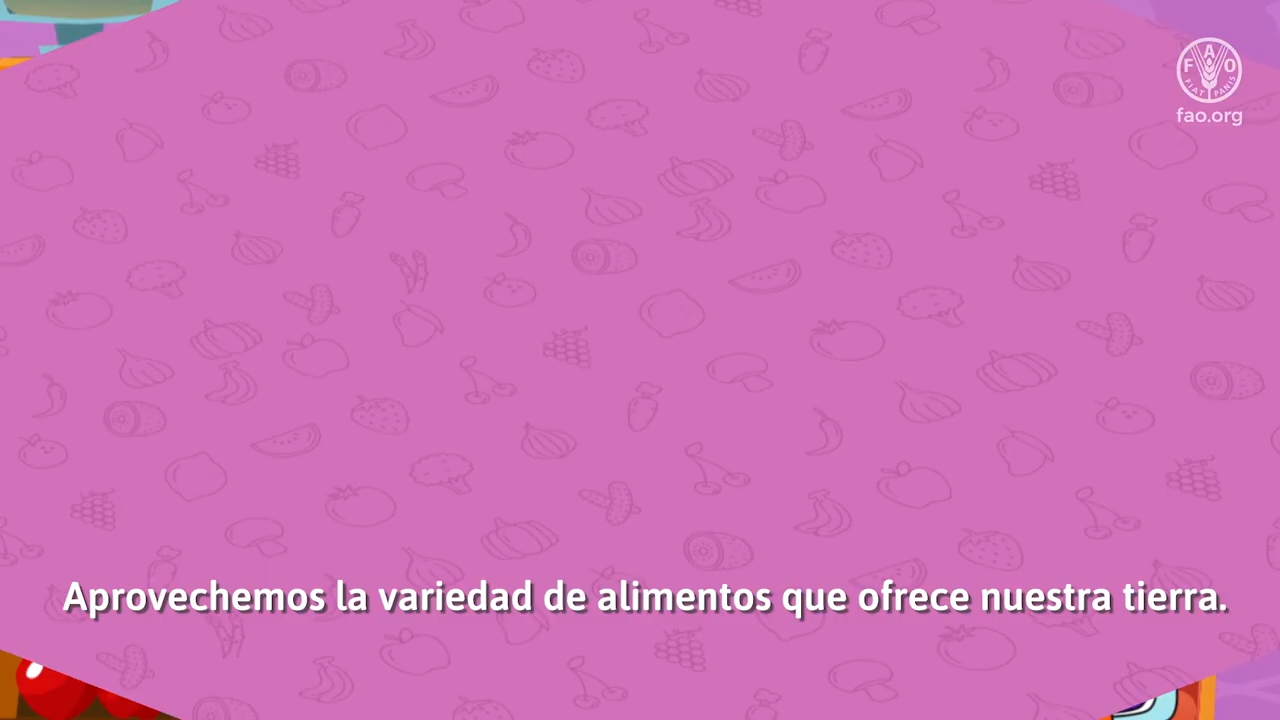 FAO
FIAT PANIS
fao.org
Aprovechemos la variedad de alimentos que ofrece nuestra tierra.